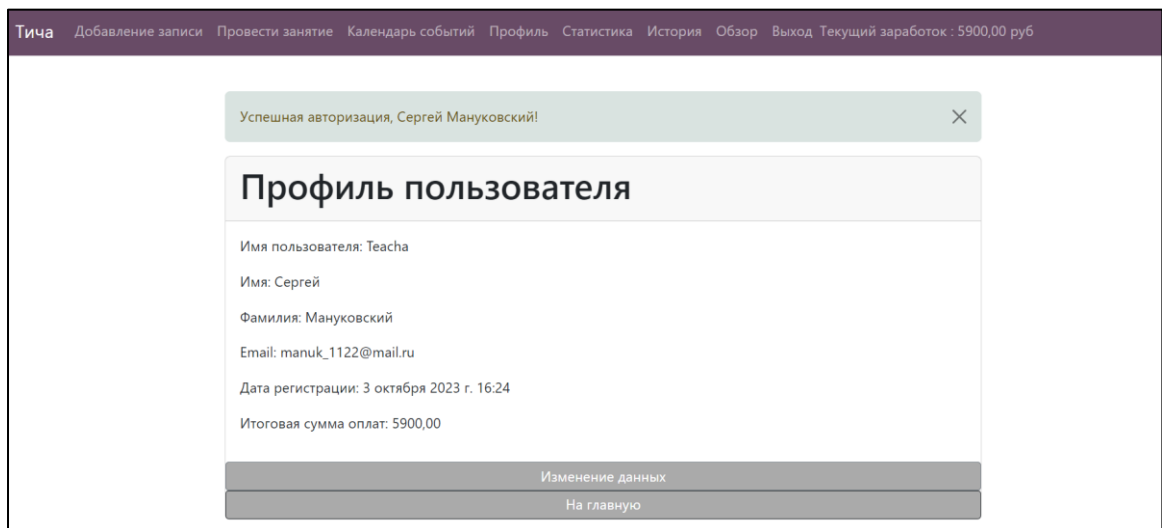 Тича Добавление записи Провести занятие Календарь событий Профиль Статистика История Обзор Выход Текущий заработок : 5900,00 руб
Успешная авторизация, Сергей Мануковский!
Профиль пользователя
Имя пользователя: Teacha
Имя: Сергей
Фамилия: Мануковский
Email: manuk_1122@mail.ru
Дата регистрации: 3 октября 2023 г. 16:24
Итоговая сумма оплат: 5900,00
Изменение данных
На главную